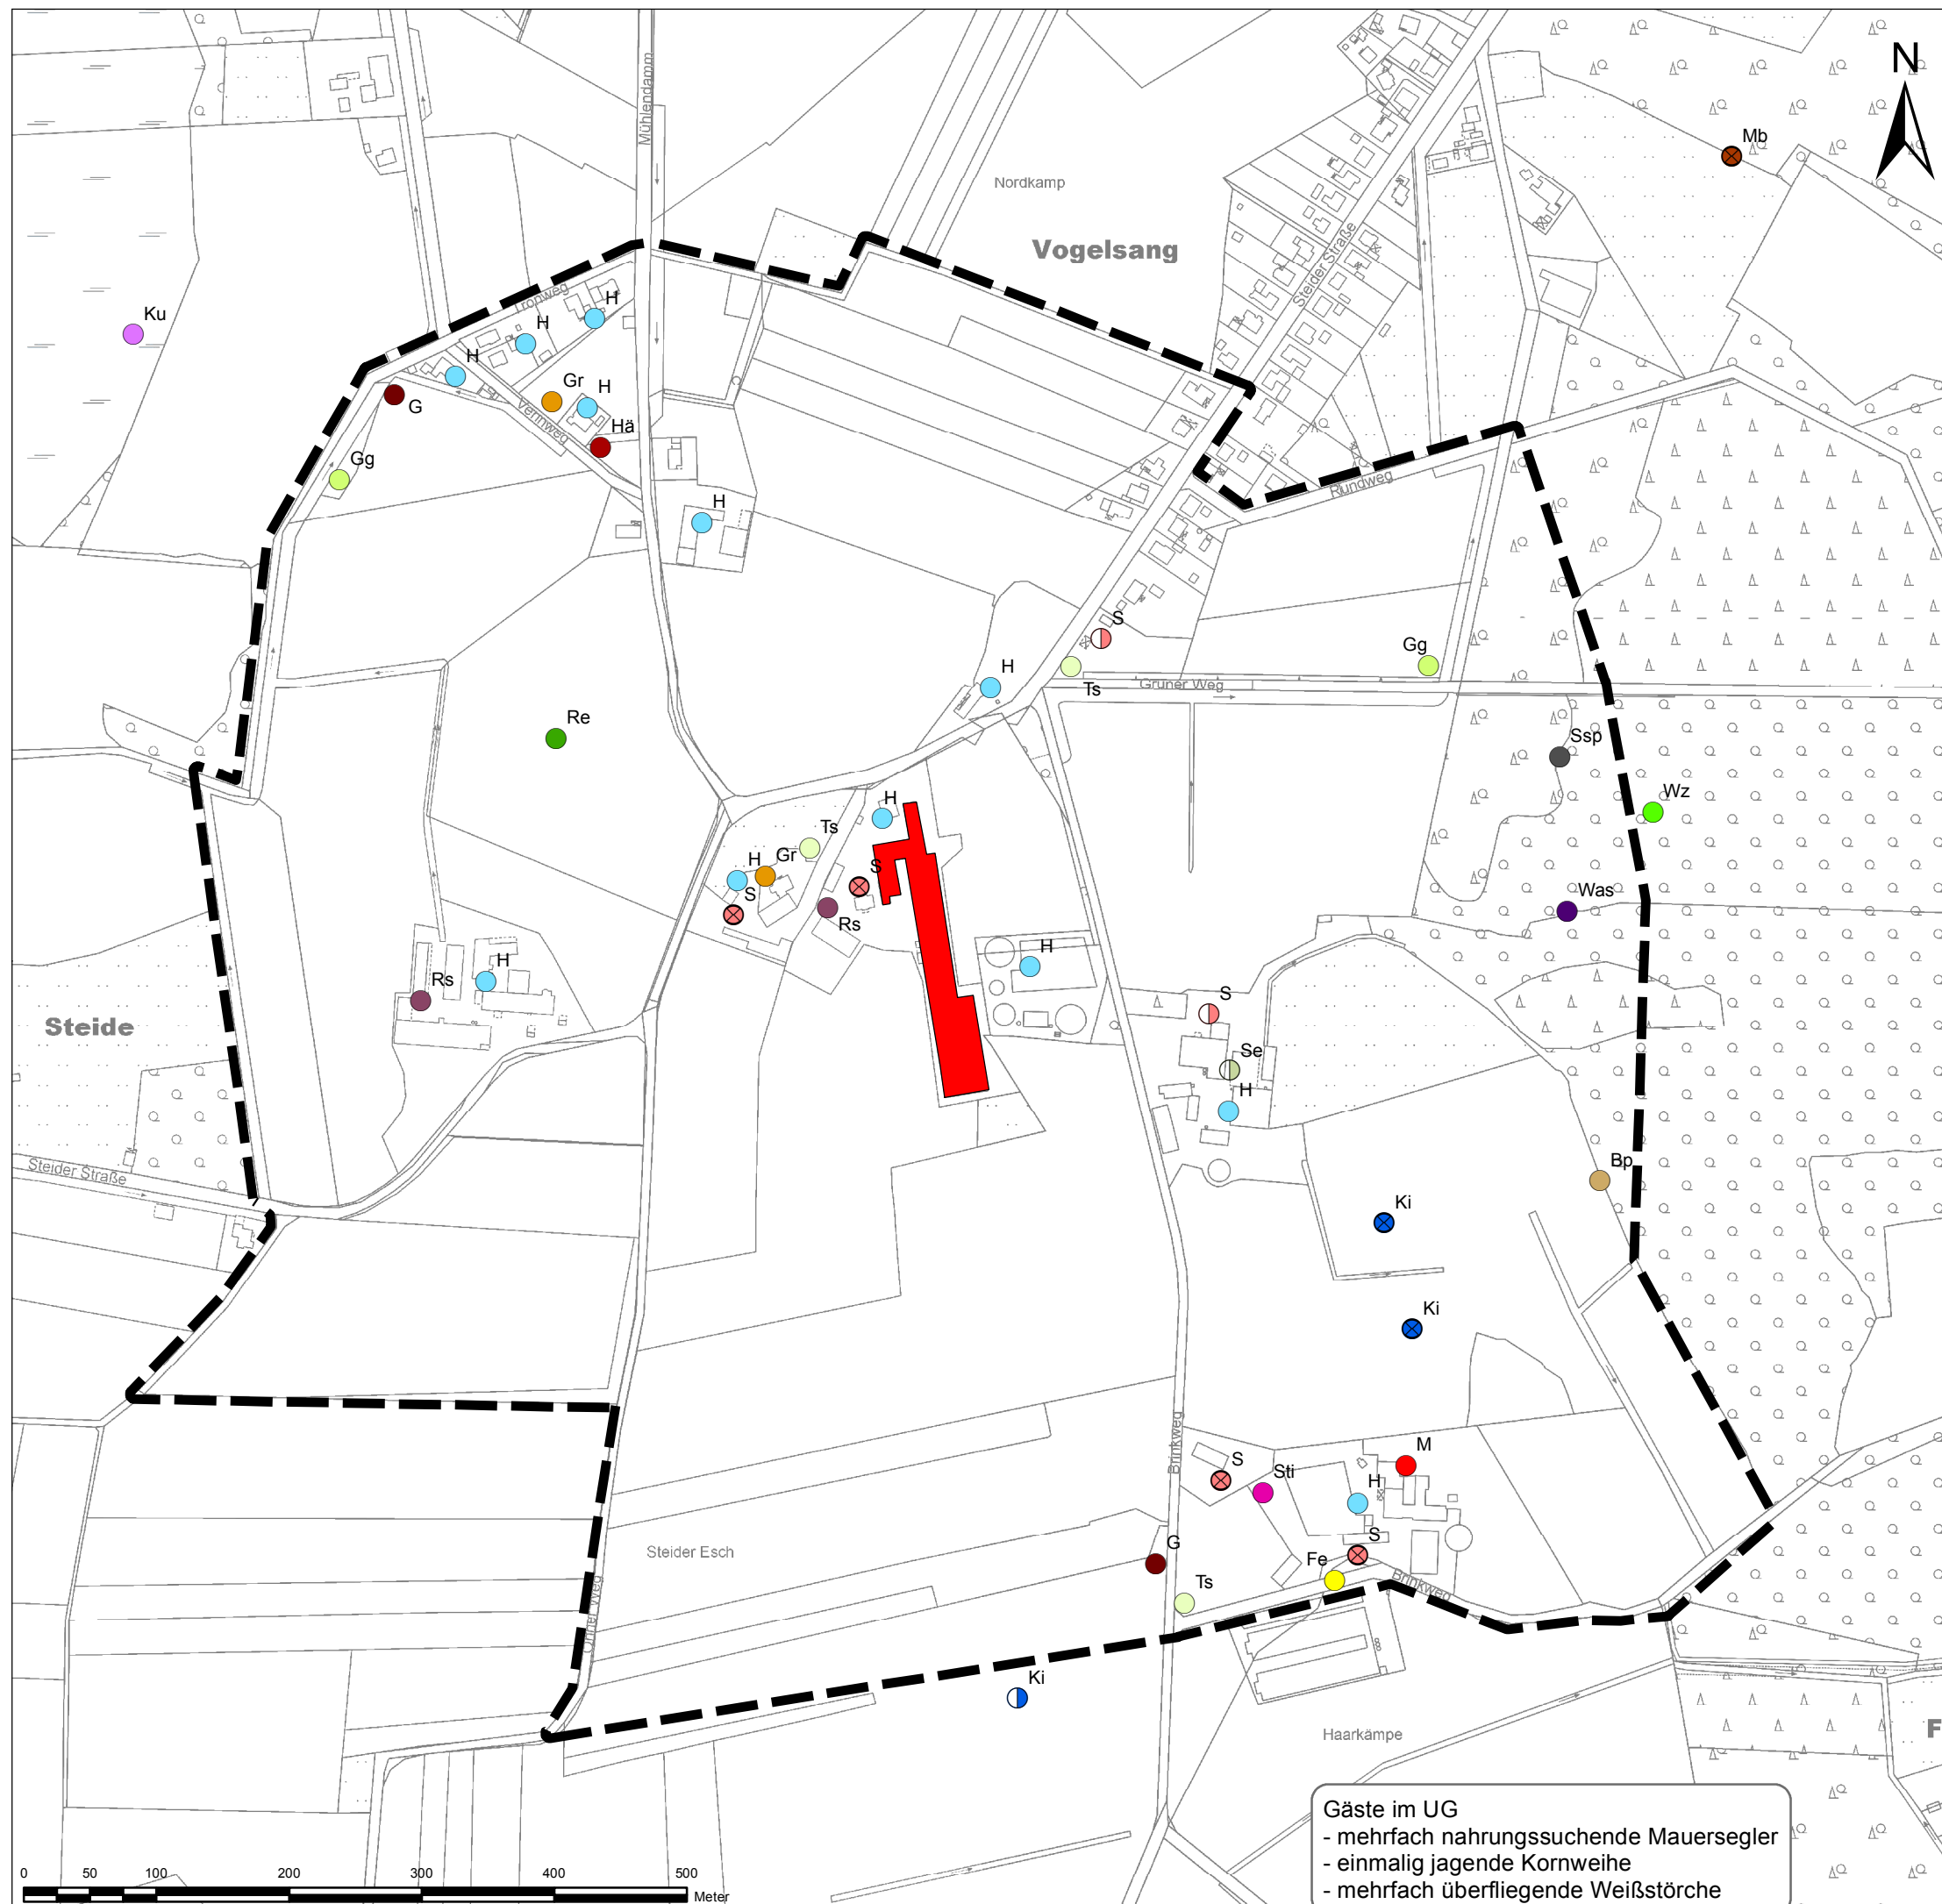 N
Mb
Mühlendamm
Nordkamp
Vogelsang
Steider Straße
Ku
H
H
H
Gr
H
G
Hä
Vennweg
Gg
H
Rundweg
S
H
Ts
Gg
Grüner Weg
Re
Ssp
Wz
H
Ts
H
Gr
S
S
Was
Rs
H
Rs
H
S
Steide
Se
H
Steider Straße
Bp
Ki
Ki
Brinkweg
M
S
Sti
H
S
G
Fe
Steider Esch
Ts
Brinkweg
Ohner Weg
Ki
Haarkämpe
F
Gäste im UG
- mehrfach nahrungssuchende Mauersegler
- einmalig jagende Kornweihe
- mehrfach überfliegende Weißstörche
0 50 100 200 300 400 500
Meter